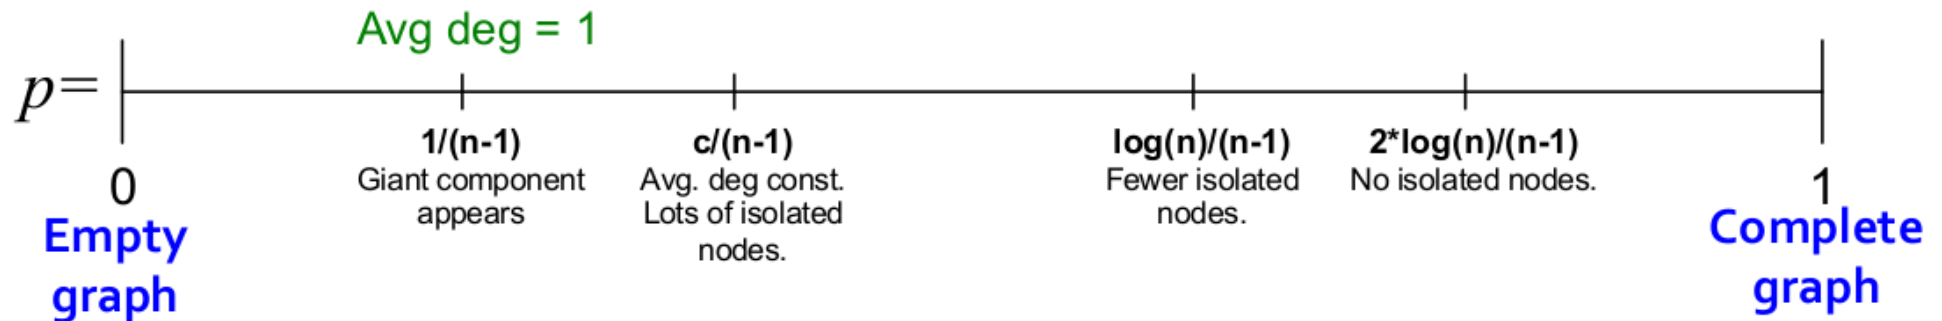 Avg deg = 1
p=
1/(n-1)
Giant component
appears
c/(n-1)
Avg. deg const.
Lots of isolated
nodes.
log(n)/(n-1)
Fewer isolated
nodes.
2*log(n)/(n-1)
No isolated nodes.
0
Empty
graph
1
Complete
graph